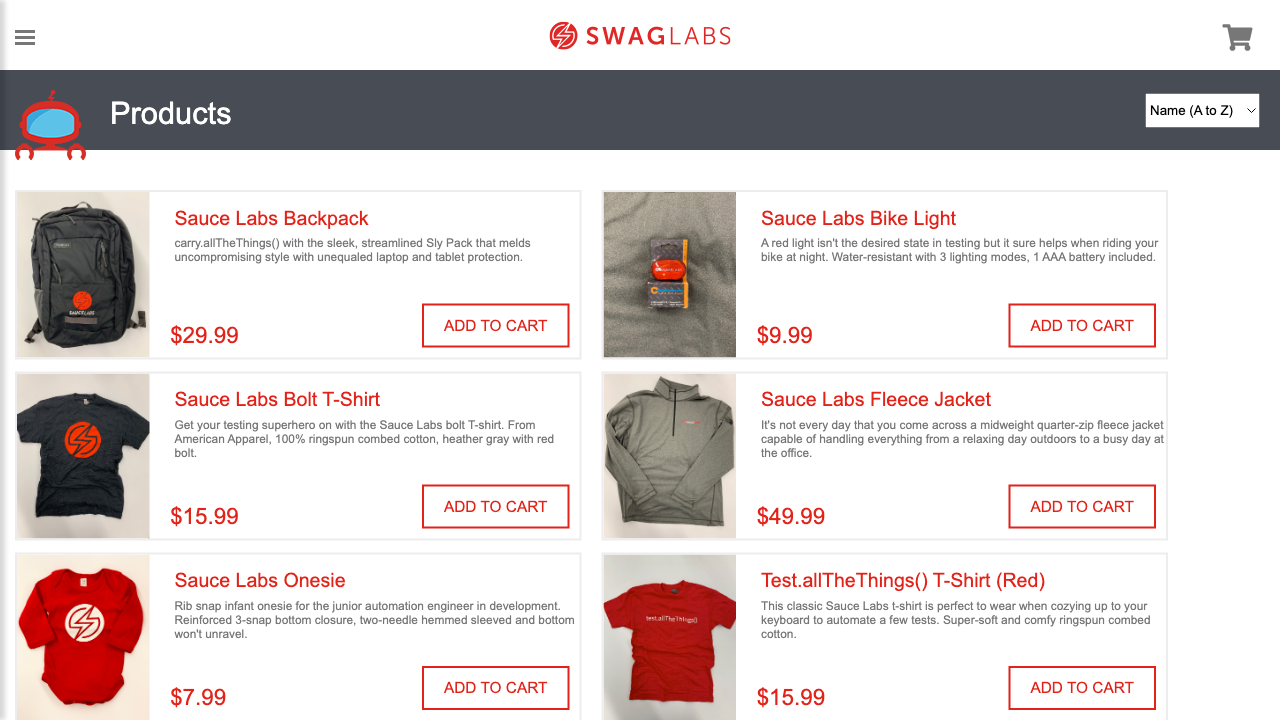 SWAGLABS
Products
Name (A to Z)
Sauce Labs Backpack
carry.allTheThings() with the sleek, streamlined Sly Pack that melds
uncompromising style with unequaled laptop and tablet protection.
$29.99
ADD TO CART
SAUCELABS
Sauce Labs Bike Light
A red light isn't the desired state in testing but it sure helps when riding your
bike at night. Water-resistant with 3 lighting modes, 1 AAA battery included.
$9.99
ADD TO CART
Sauce Labs Bolt T-Shirt
Get your testing superhero on with the Sauce Labs bolt T-shirt. From
American Apparel, 100% ringspun combed cotton, heather gray with red
bolt.
$15.99
ADD TO CART
Sauce Labs Fleece Jacket
It's not every day that you come across a midweight quarter-zip fleece jacket
capable of handling everything from a relaxing day outdoors to a busy day at
the office.
$49.99
ADD TO CART
Sauce Labs Onesie
Rib snap infant onesie for the junior automation engineer in development.
Reinforced 3-snap bottom closure, two-needle hemmed sleeved and bottom
won't unravel.
$7.99
ADD TO CART
Test.allTheThings() T-Shirt (Red)
This classic Sauce Labs t-shirt is perfect to wear when cozying up to your
keyboard to automate a few tests. Super-soft and comfy ringspun combed
cotton.
test.allTheThings()
$15.99
ADD TO CART